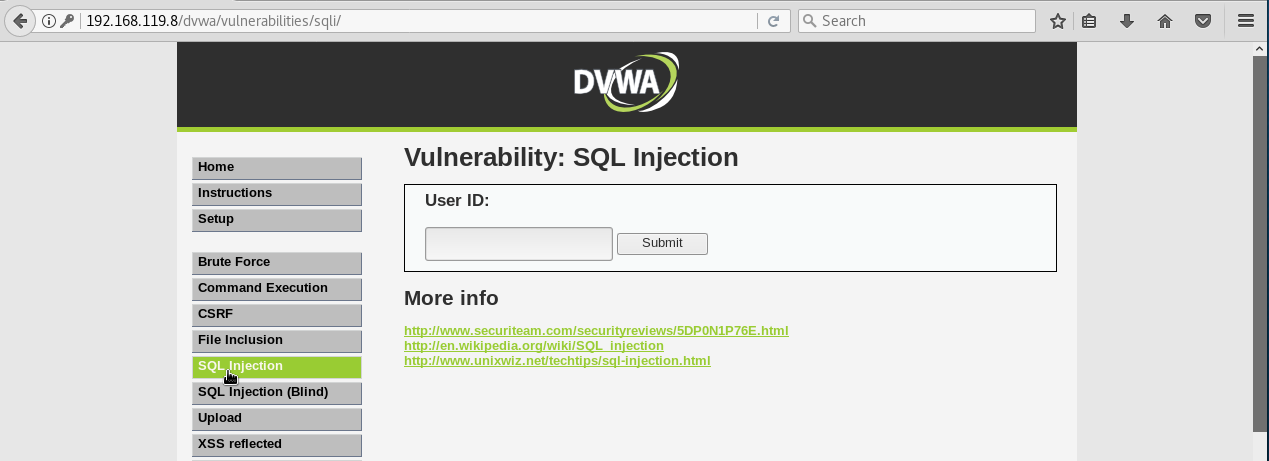 192.168.119.8/dvwa/vulnerabilities/sqli/
Search
DVWA
Home
Instructions
Setup
Brute Force
Command Execution
CSRF
File Inclusion
SQL Injection
SQL Injection (Blind)
Upload
XSS reflected
Vulnerability: SQL Injection
User ID:
Submit
More info
http://www.securiteam.com/securityreviews/5DP0N1P76E.html
http://en.wikipedia.org/wiki/SQL_injection
http://www.unixwiz.net/techtips/sql-injection.html